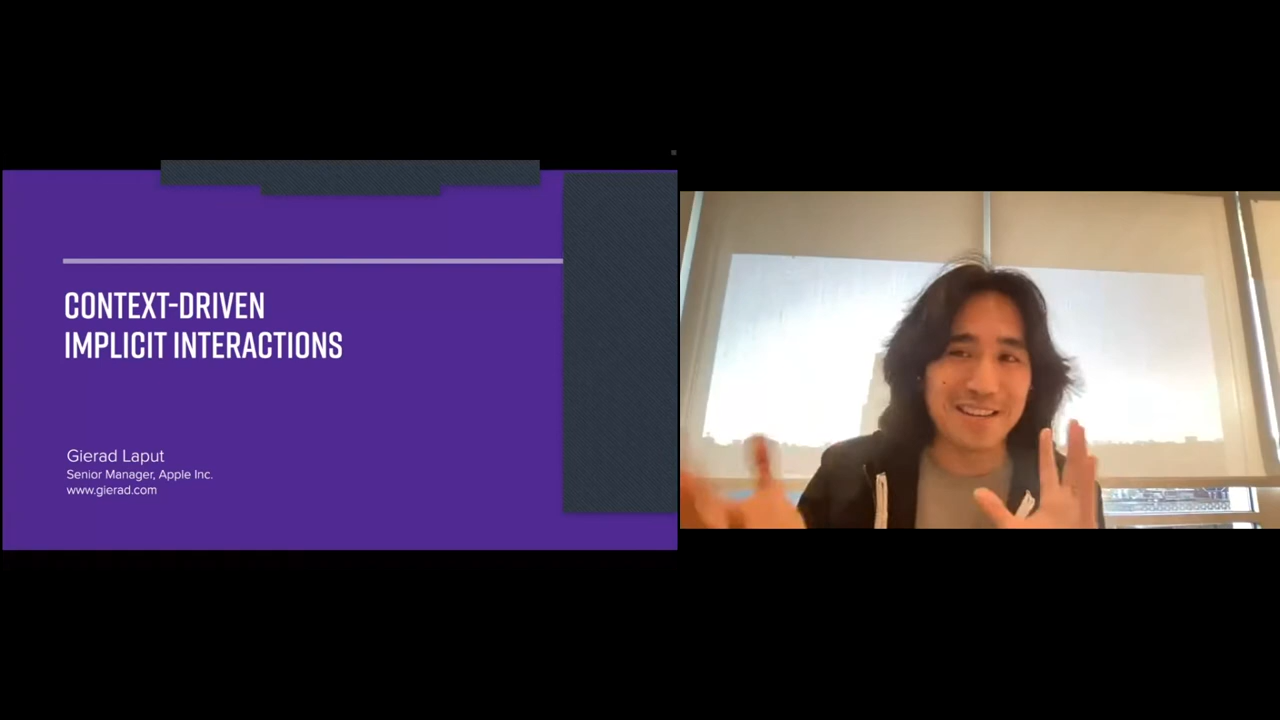 CONTEXT-DRIVEN
IMPLICIT INTERACTIONS
Gierad Laput
Senior Manager, Apple Inc.
www.gierad.com